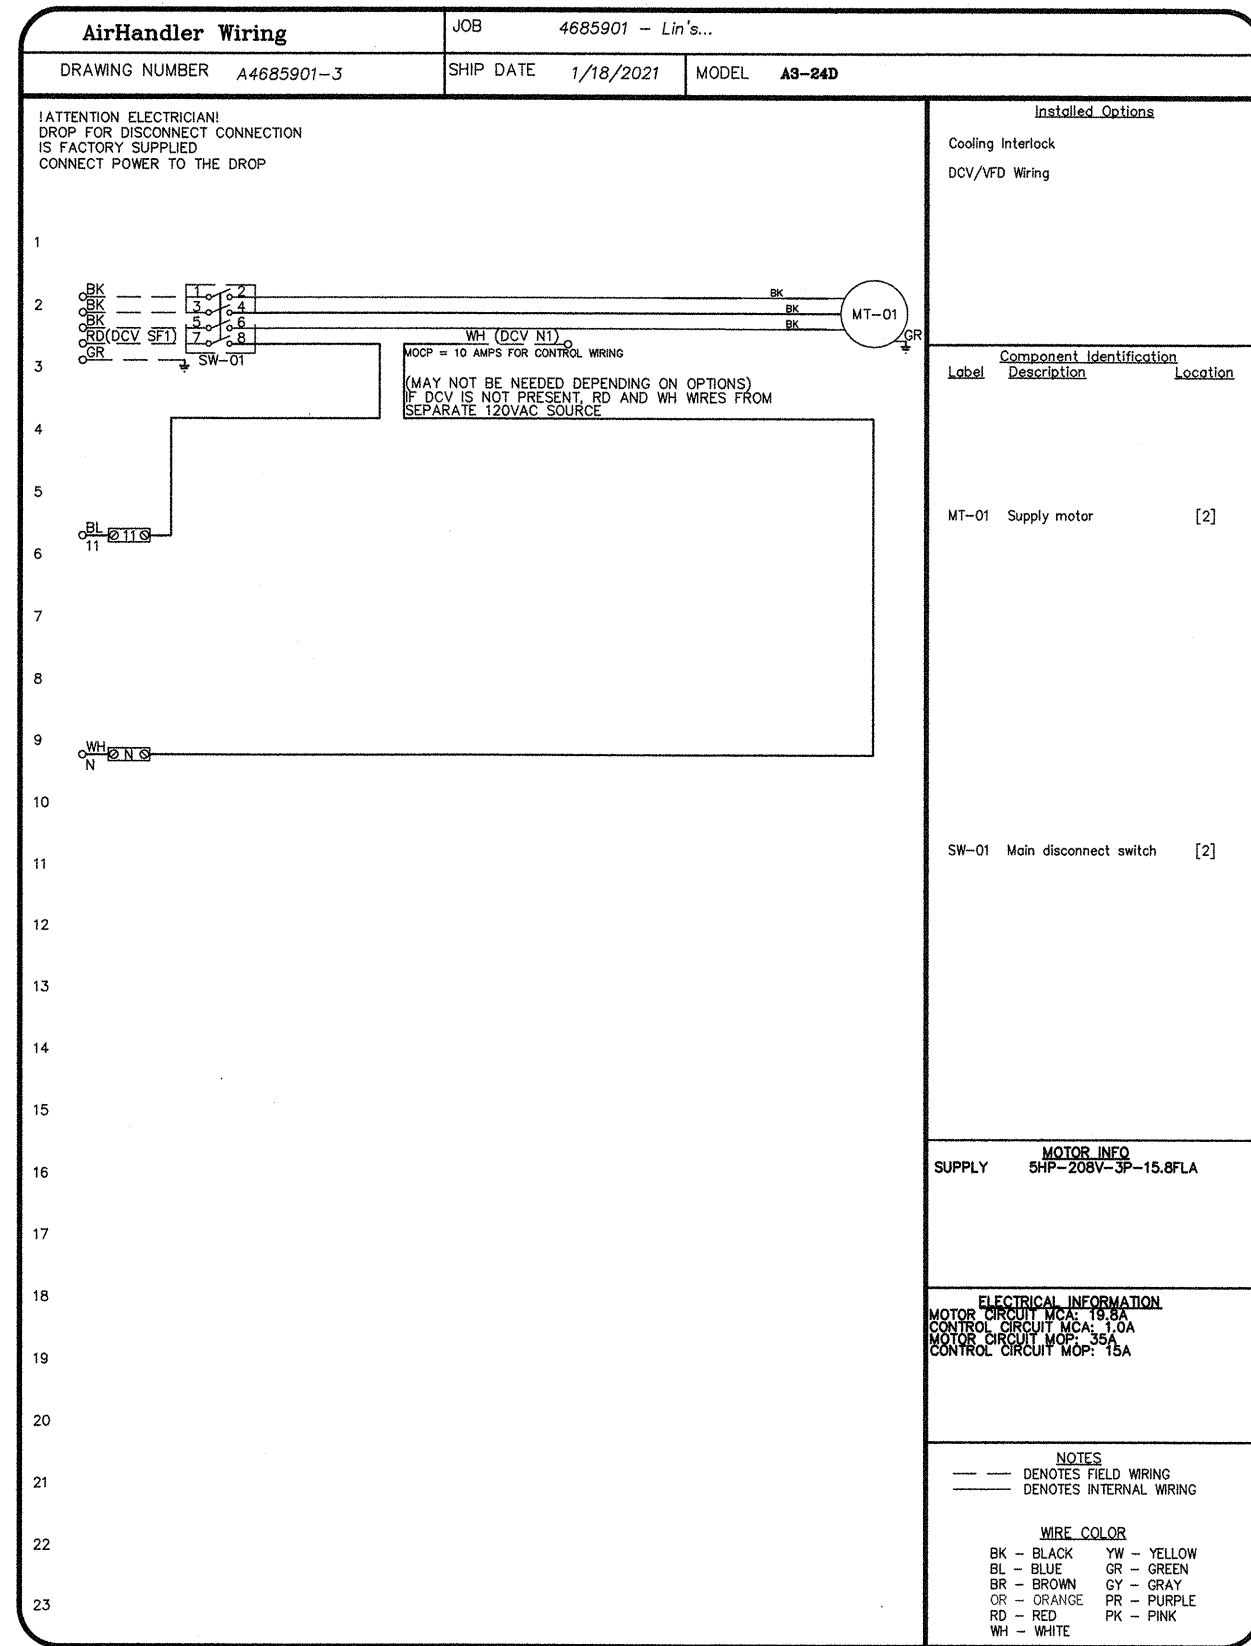 AirHandler Wiring
JOB 4685901 - Lin's...
DRAWING NUMBER A4685901-3
SHIP DATE 1/18/2021
MODEL A3-24D
!ATTENTION ELECTRICIAN!
DROP FOR DISCONNECT CONNECTION
IS FACTORY SUPPLIED
CONNECT POWER TO THE DROP
1
2
3
4
5
6
7
8
9
10
11
12
13
14
15
16
17
18
19
20
21
22
23
BK 1 2 BK
BK 3 4 BK
BK 5 6 BK
RD(DCV SF1) 7 8
GR
SW-01
MT-01
GR
WH (DCV N1)
MOCP = 10 AMPS FOR CONTROL WIRING
(MAY NOT BE NEEDED DEPENDING ON OPTIONS)
IF DCV IS NOT PRESENT, RD AND WH WIRES FROM
SEPARATE 120VAC SOURCE
BL 11
11
WH N
N
Installed Options
Cooling Interlock
DCV/VFD Wiring
Component Identification
Label Description Location
MT-01 Supply motor [2]
SW-01 Main disconnect switch [2]
MOTOR INFO
SUPPLY 5HP-208V-3P-15.8FLA
ELECTRICAL INFORMATION
MOTOR CIRCUIT MCA: 19.8A
CONTROL CIRCUIT MCA: 1.0A
MOTOR CIRCUIT MOP: 35A
CONTROL CIRCUIT MOP: 15A
NOTES
DENOTES FIELD WIRING
DENOTES INTERNAL WIRING
WIRE COLOR
BK - BLACK YW - YELLOW
BL - BLUE GR - GREEN
BR - BROWN GY - GRAY
OR - ORANGE PR - PURPLE
RD - RED PK - PINK
WH - WHITE